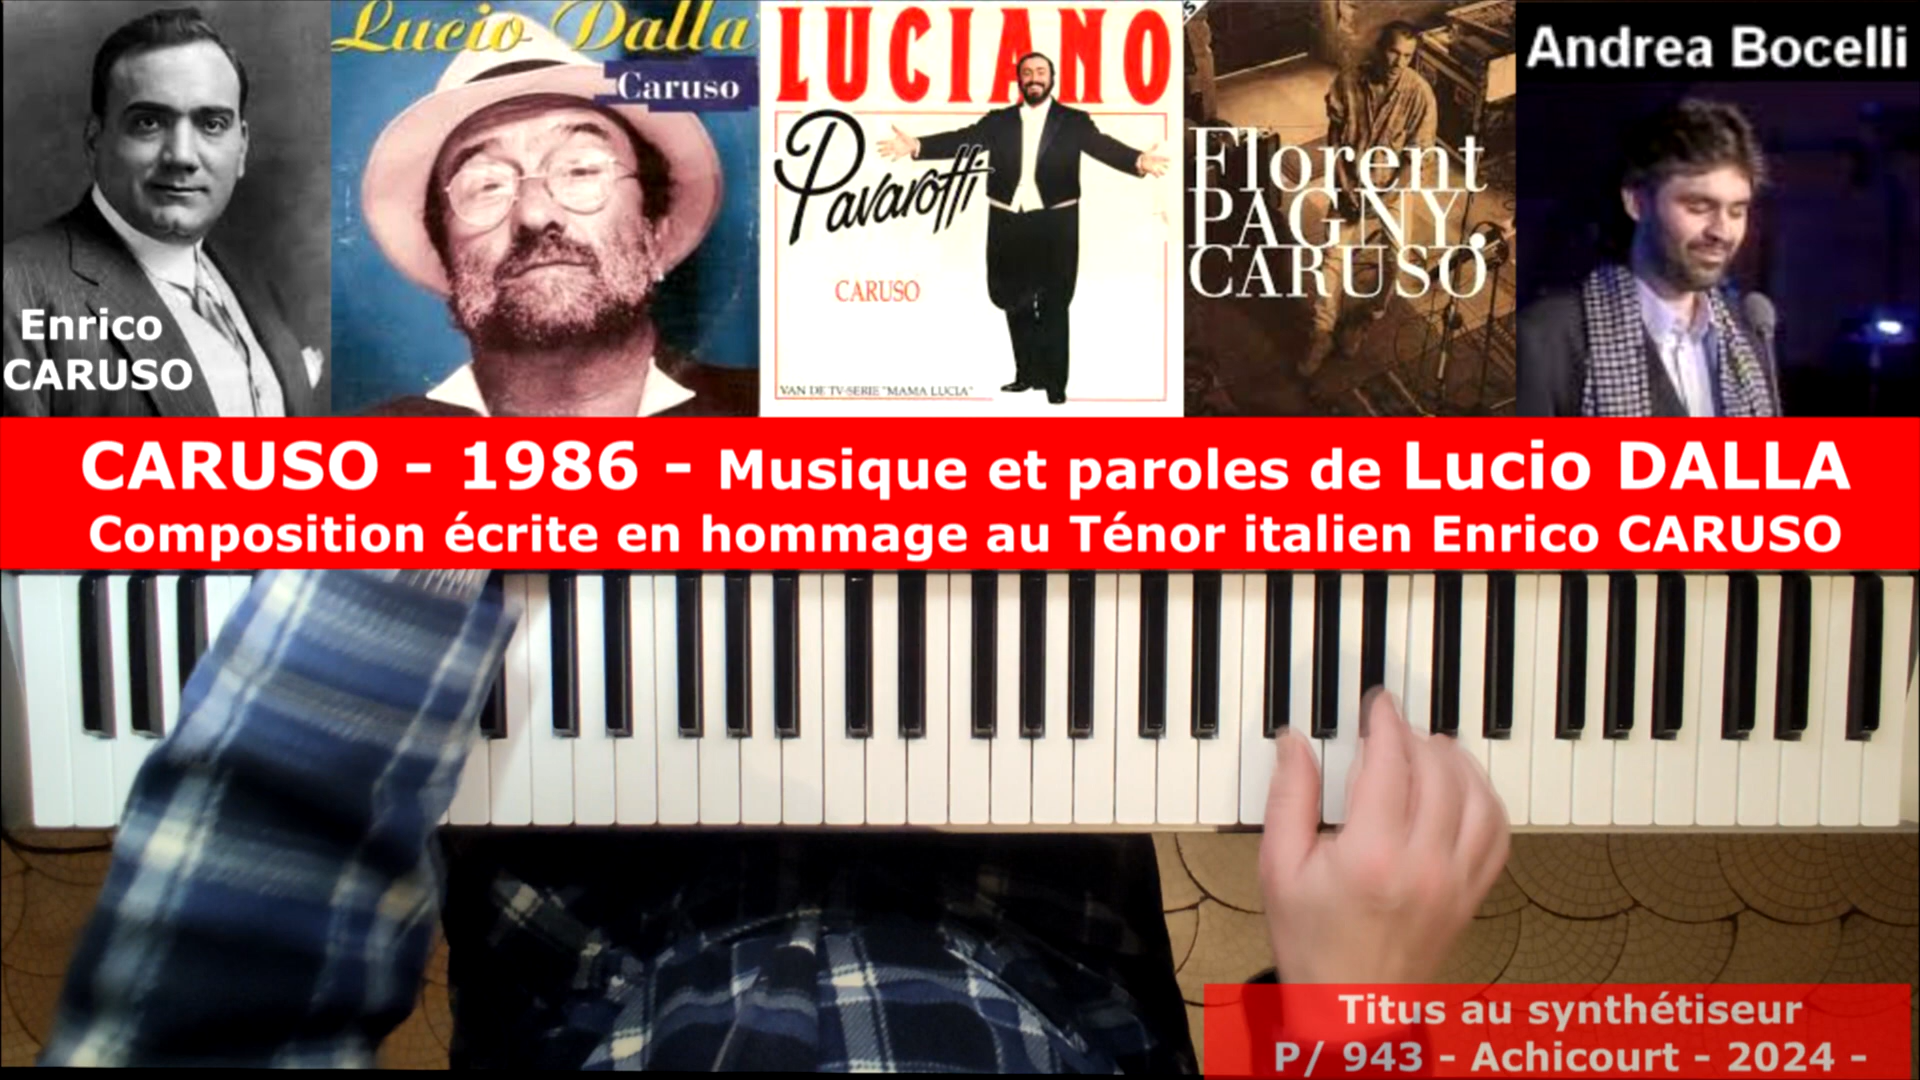 Enrico
CARUSO
Lucio Dalla
Caruso
LUCIANO
Pavarotti
CARUSO
VAN DE TV-SERIE "MAMA LUCIA"
Florent
PAGNY.
CARUSO
Andrea Bocelli
CARUSO - 1986 - Musique et paroles de Lucio DALLA
Composition écrite en hommage au Ténor italien Enrico CARUSO
Titus au synthétiseur
P/ 943 - Achicourt - 2024 -